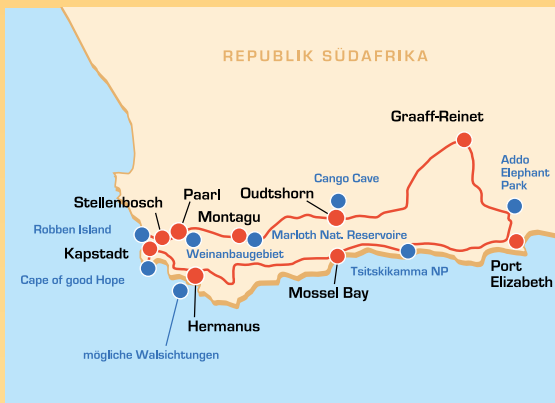 REPUBLIK SÜDAFRIKA
Graaff-Reinet
Addo
Elephant
Park
Cango Cave
Oudtshorn
Paarl
Stellenbosch
Montagu
Robben Island
Marloth Nat. Reservoire
Kapstadt
Weinanbaugebiet
Tsitskikamma NP
Port
Elizabeth
Cape of good Hope
Mossel Bay
Hermanus
mögliche Walsichtungen